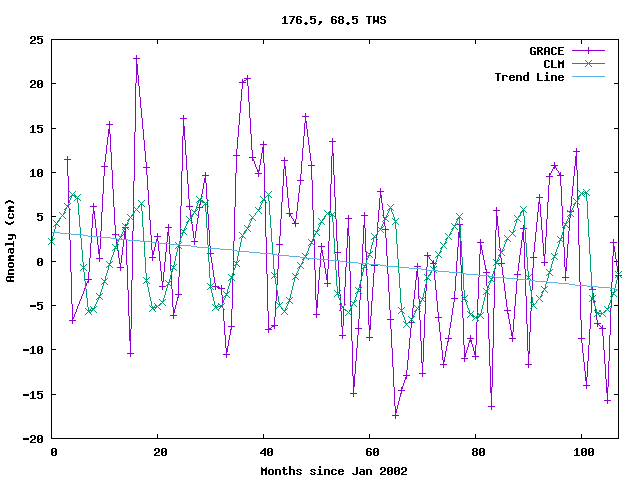 176.5, 68.5 TWS
GRACE
CLM
Trend Line
25
20
15
10
5
0
-5
-10
-15
-20
Anomaly (cm)
0 20 40 60 80 100
Months since Jan 2002